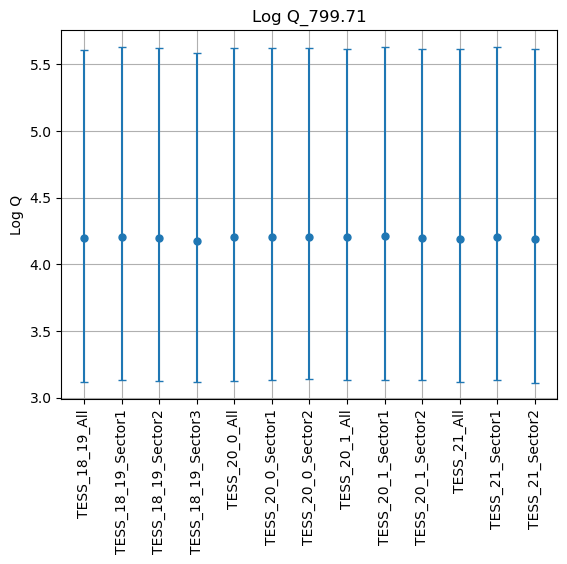 Log Q_799.71
Log Q
5.5
5.0
4.5
4.0
3.5
3.0
TESS_18_19_All
TESS_18_19_Sector1
TESS_18_19_Sector2
TESS_18_19_Sector3
TESS_20_0_All
TESS_20_0_Sector1
TESS_20_0_Sector2
TESS_20_1_All
TESS_20_1_Sector1
TESS_20_1_Sector2
TESS_21_All
TESS_21_Sector1
TESS_21_Sector2